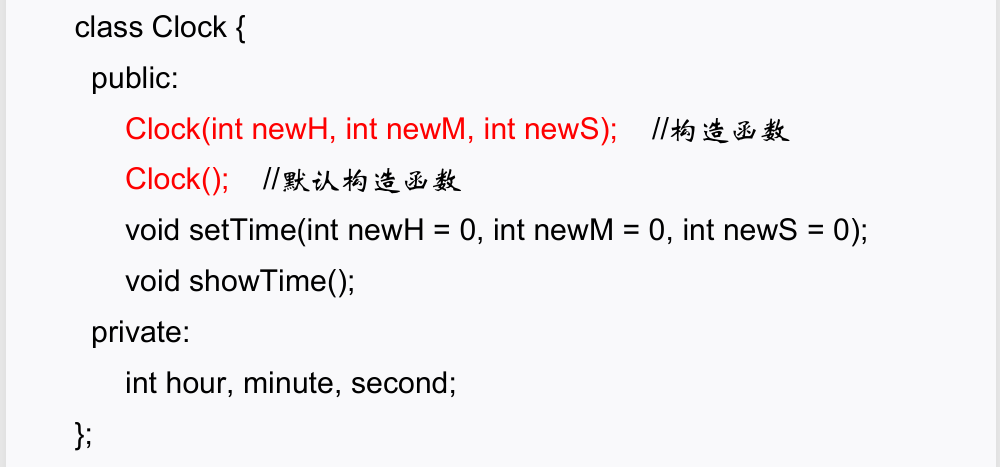 class Clock {
public:
Clock(int newH, int newM, int newS); //构造函数
Clock(); //默认构造函数
void setTime(int newH = 0, int newM = 0, int newS = 0);
void showTime();
private:
int hour, minute, second;
};